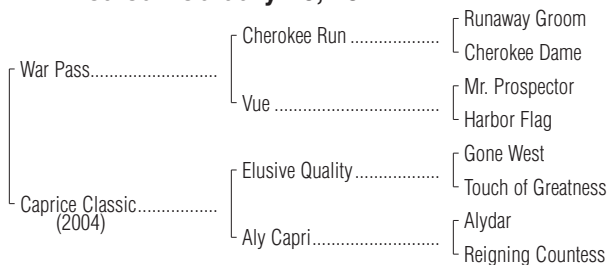 Cherokee Run .................... Runaway Groom
Cherokee Dame
War Pass...........................
Vue ..................................... Mr. Prospector
Harbor Flag
Elusive Quality................... Gone West
Touch of Greatness
Caprice Classic.................
(2004)
Aly Capri............................ Alydar
Reigning Countess